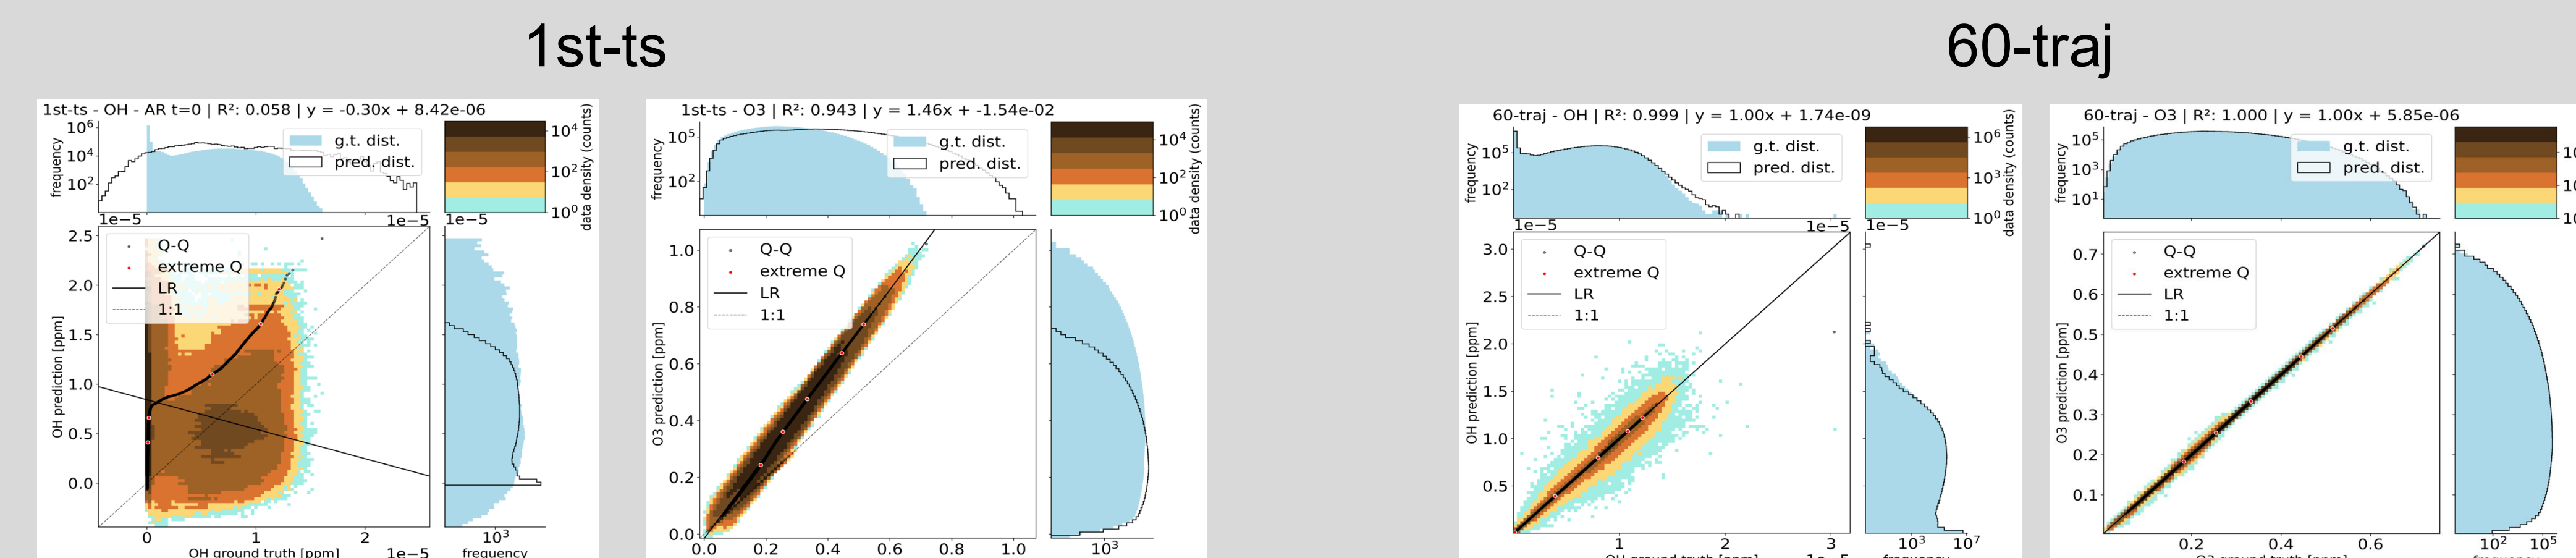 1st-ts
60-traj
1st-ts - OH - AR t=0 | R²: 0.058 | y = -0.30x + 8.42e-06
10⁶
10⁴
10²
frequency
g.t. dist.
pred. dist.
10⁴
10²
10⁰
data density (counts)
1e−5
1e−5
1e−5
2.5
2.0
1.5
1.0
0.5
0.0
OH prediction [ppm]
Q-Q
extreme Q
LR
1:1
0
1
2
OH ground truth [ppm]
1e−5
10³
frequency
1st-ts - O3 | R²: 0.943 | y = 1.46x + -1.54e-02
10⁵
10²
frequency
g.t. dist.
pred. dist.
10⁴
10²
10⁰
data density (counts)
1.0
0.8
0.6
0.4
0.2
0.0
O3 prediction [ppm]
Q-Q
extreme Q
LR
1:1
0.0
0.2
0.4
0.6
0.8
1.0
10³
60-traj - OH | R²: 0.999 | y = 1.00x + 1.74e-09
10⁵
10²
frequency
g.t. dist.
pred. dist.
10⁶
10³
10⁰
data density (counts)
1e−5
1e−5
1e−5
3.0
2.5
2.0
1.5
1.0
0.5
OH prediction [ppm]
Q-Q
extreme Q
LR
1:1
1
2
3
OH ground truth [ppm]
10³
10⁷
frequency
60-traj - O3 | R²: 1.000 | y = 1.00x + 5.85e-06
10⁵
10³
10¹
frequency
g.t. dist.
pred. dist.
0.7
0.6
0.5
0.4
0.3
0.2
0.1
O3 prediction [ppm]
Q-Q
extreme Q
LR
1:1
0.2
0.4
0.6
O3 ground truth [ppm]
10²
10⁵
frequency